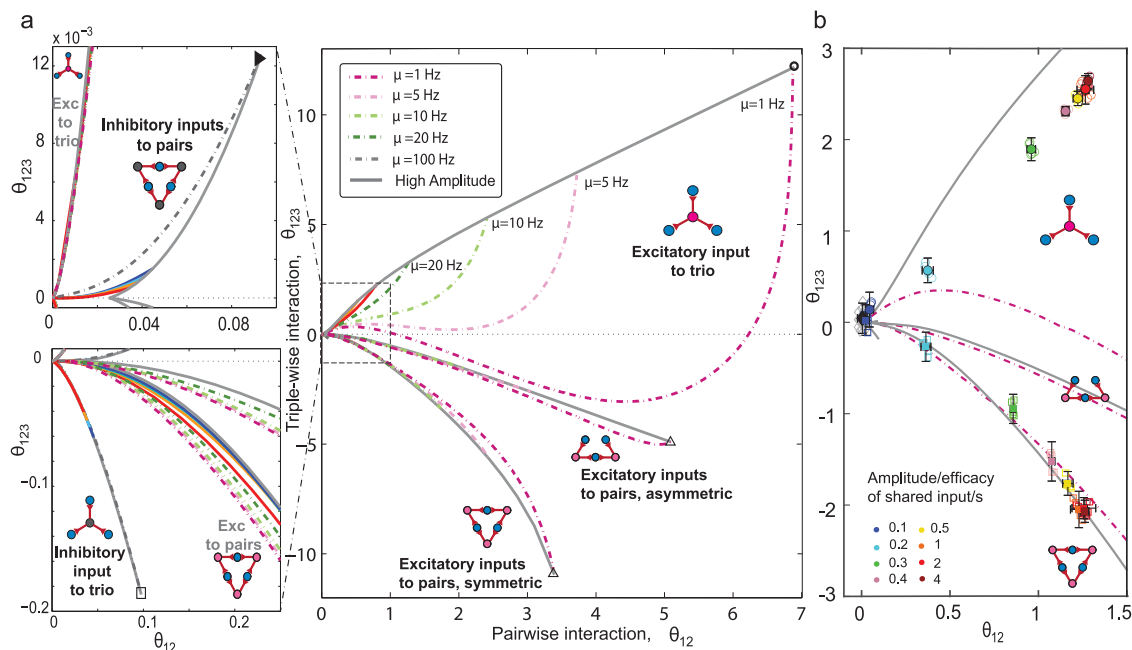 a
12
8
4
0
× 10⁻³
θ123
Exc
to
trio
Inhibitory inputs
to pairs
0
0.04
0.08
0
−0.1
−0.2
θ123
Inhibitory
input
to trio
Exc
to pairs
0
0.1
0.2
θ12
10
5
0
−5
−10
Triple-wise interaction, θ123
μ=1 Hz
μ=5 Hz
μ=10 Hz
μ=20 Hz
μ=100 Hz
High Amplitude
μ=1 Hz
μ=5 Hz
μ=10 Hz
μ=20 Hz
Excitatory input
to trio
Excitatory inputs
to pairs, asymmetric
Excitatory inputs
to pairs, symmetric
0
1
2
3
4
5
6
7
Pairwise interaction, θ12
b
3
2
1
0
-1
-2
-3
θ123
Amplitude/efficacy
of shared input/s
0.1
0.2
0.3
0.4
0.5
1
2
4
0
0.5
1
1.5
θ12